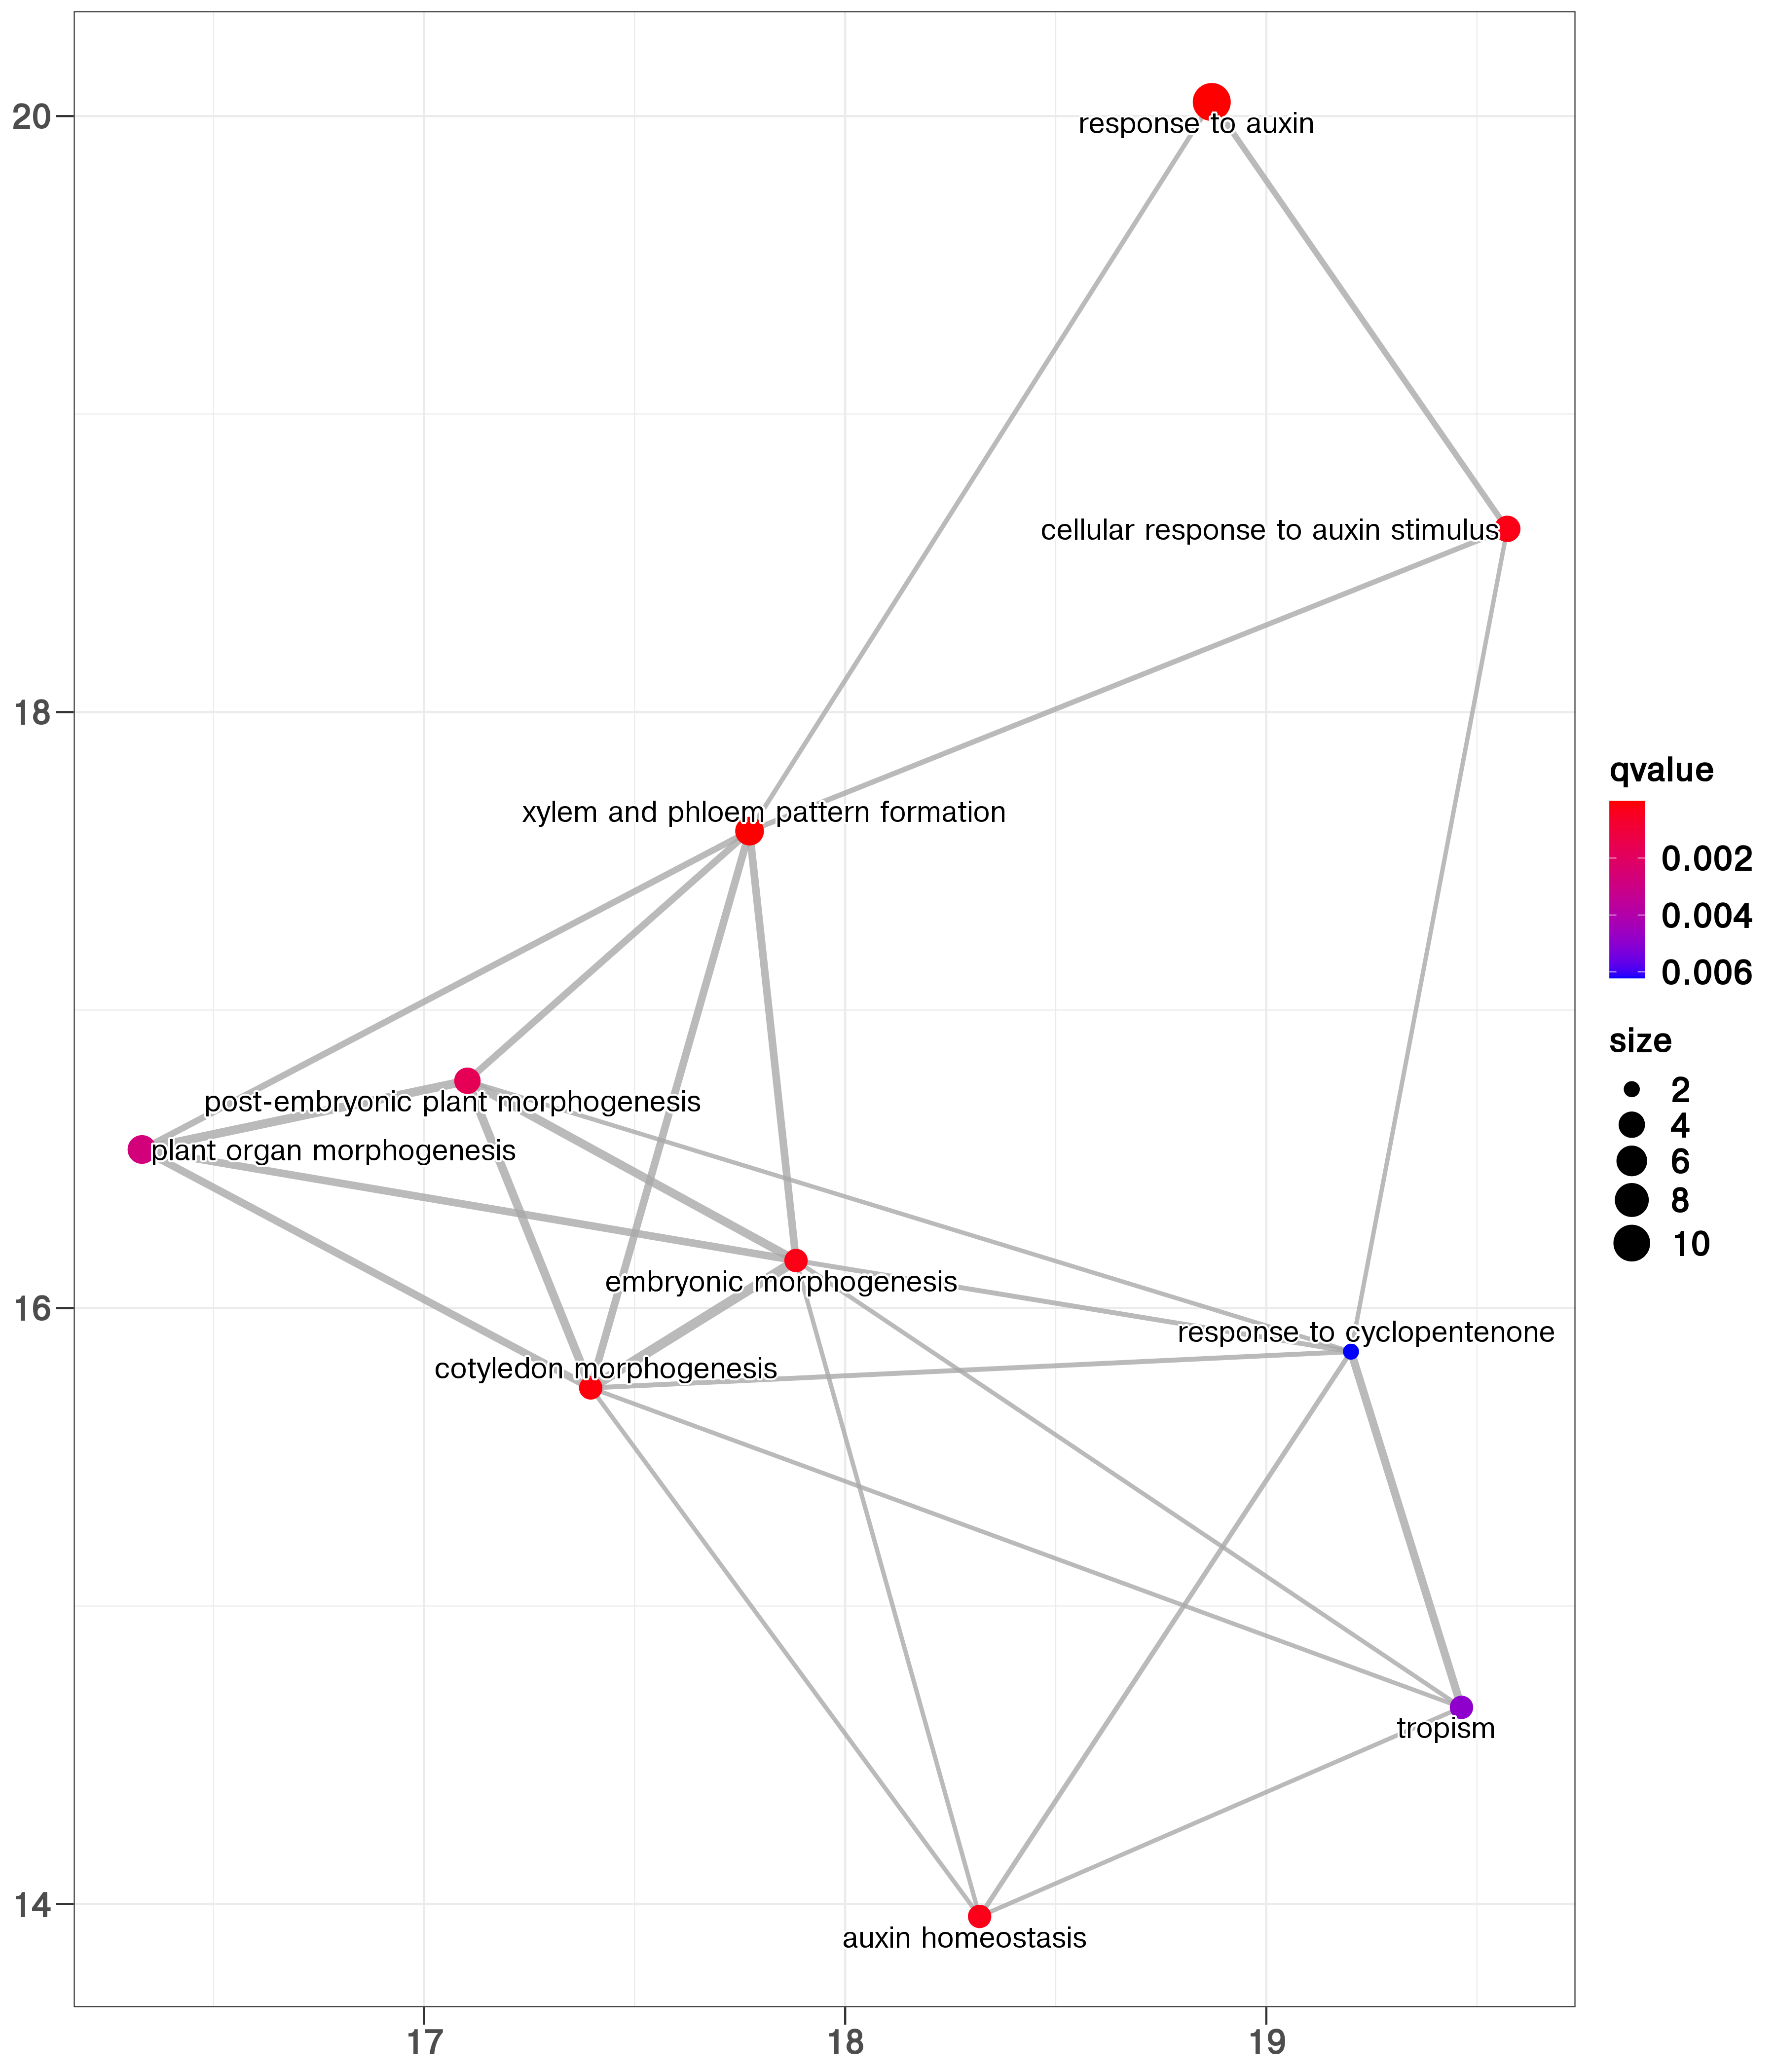 20
response to auxin
cellular response to auxin stimulus
18
xylem and phloem pattern formation
post-embryonic plant morphogenesis
plant organ morphogenesis
embryonic morphogenesis
16
response to cyclopentenone
cotyledon morphogenesis
tropism
14
auxin homeostasis
17
18
19
qvalue
0.002
0.004
0.006
size
2
4
6
8
10